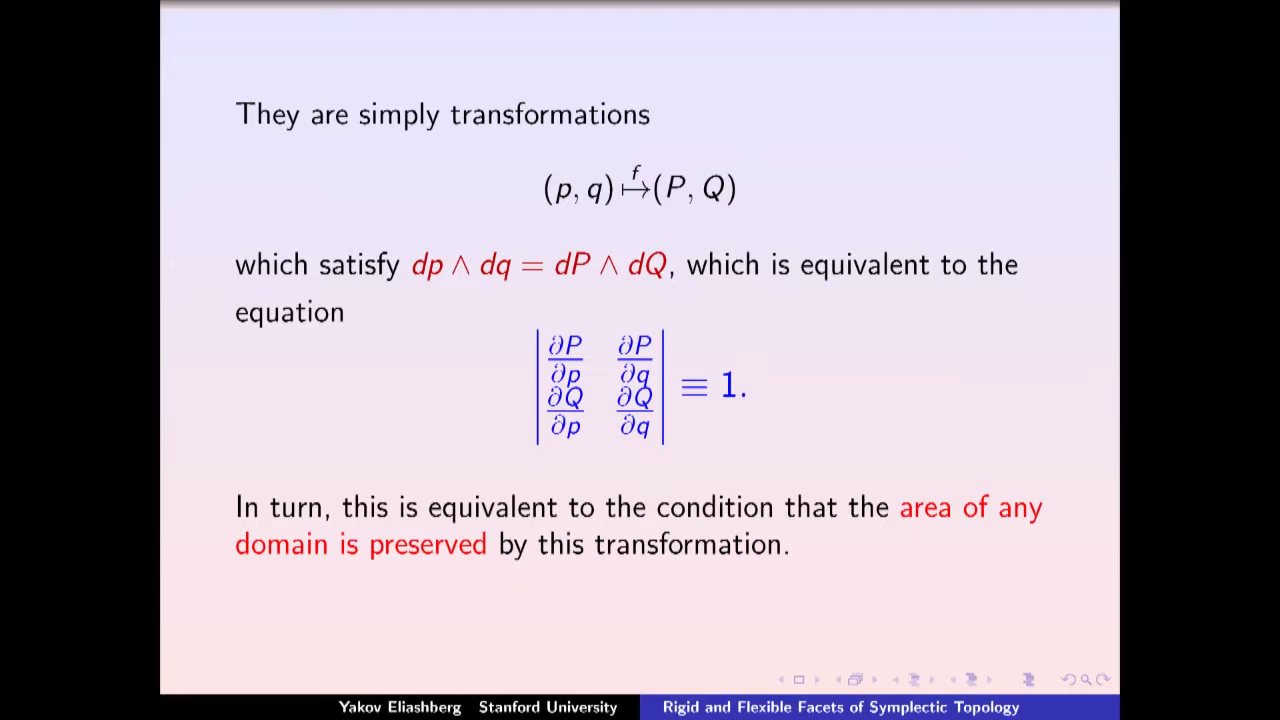 They are simply transformations
(p, q) f↦ (P, Q)
which satisfy dp ∧ dq = dP ∧ dQ, which is equivalent to the
equation
| ∂P/∂p ∂P/∂q |
| ∂Q/∂p ∂Q/∂q | ≡ 1.
In turn, this is equivalent to the condition that the area of any
domain is preserved by this transformation.
Yakov Eliashberg Stanford University Rigid and Flexible Facets of Symplectic Topology